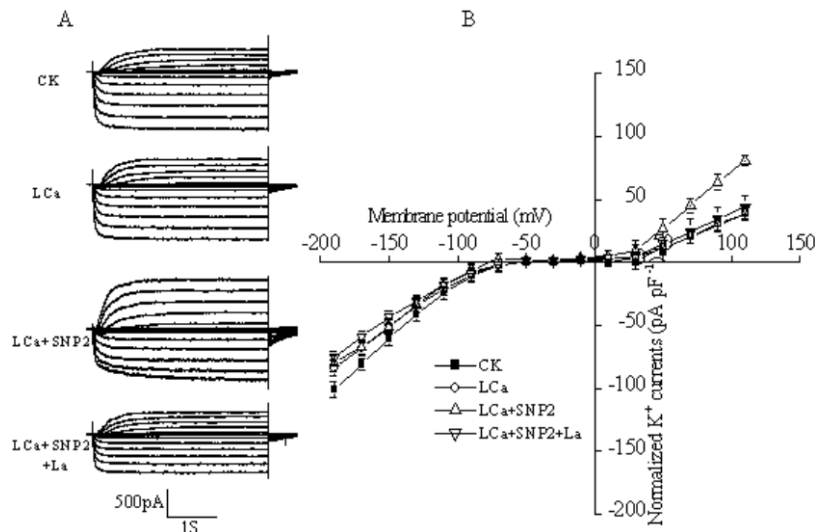 A
B
CK
LCa
LCa+SNP2
LCa+SNP2
+La
500pA
1S
150
100
50
Membrane potential (mV)
-200 -150 -100 -50 0 50 100 150
-50
-100
-150
-200
Normalized K⁺ currents (pA pF⁻¹)
CK
LCa
LCa+SNP2
LCa+SNP2+La